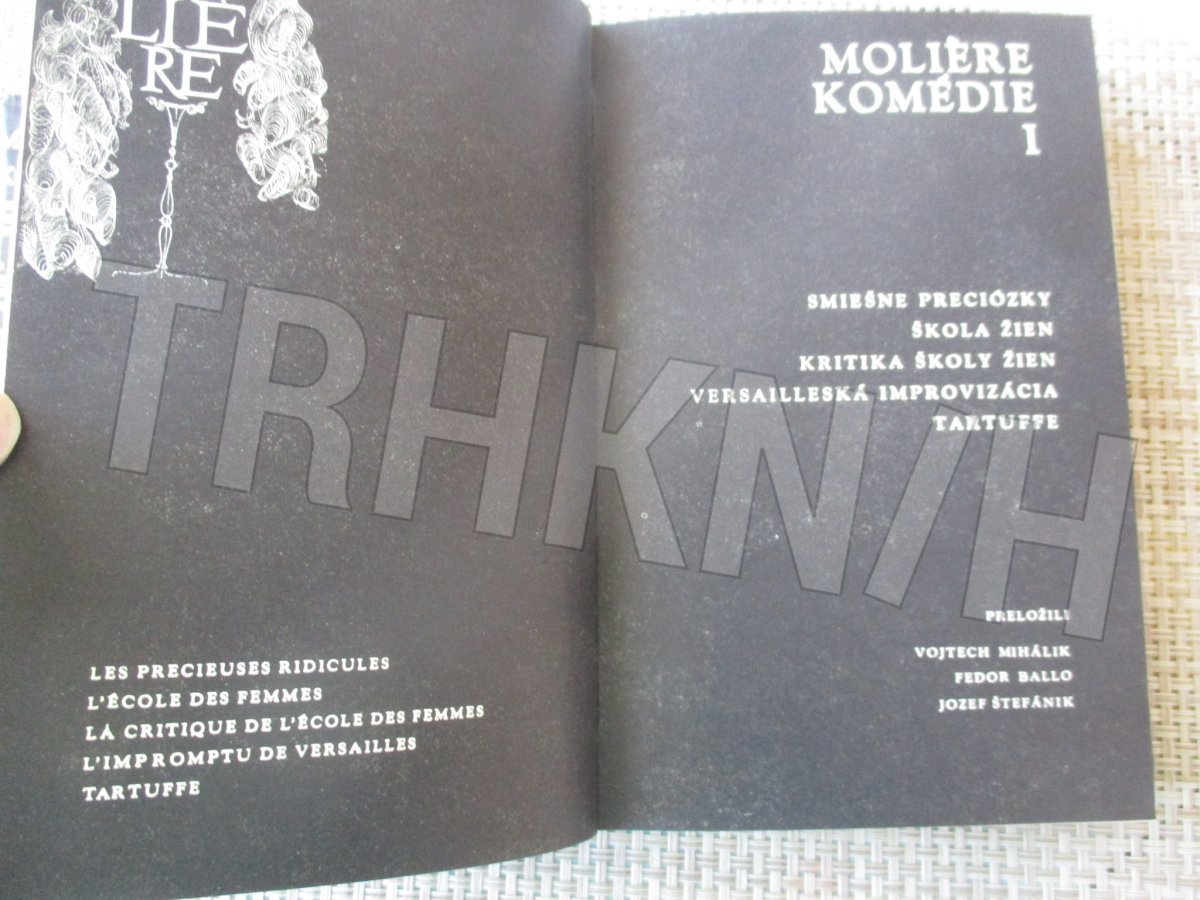 LIE
RE
LES PRECIEUSES RIDICULES
L'ÉCOLE DES FEMMES
LA CRITIQUE DE L'ÉCOLE DES FEMMES
L'IMPROMPTU DE VERSAILLES
TARTUFFE
MOLIÈRE
KOMÉDIE
I
SMIEŠNE PRECIÓZKY
ŠKOLA ŽIEN
KRITIKA ŠKOLY ŽIEN
VERSAILLESKÁ IMPROVIZÁCIA
TARTUFFE
PRELOŽILI
VOJTECH MIHÁLIK
FEDOR BALLO
JOZEF ŠTEFÁNIK
TRHKN/H